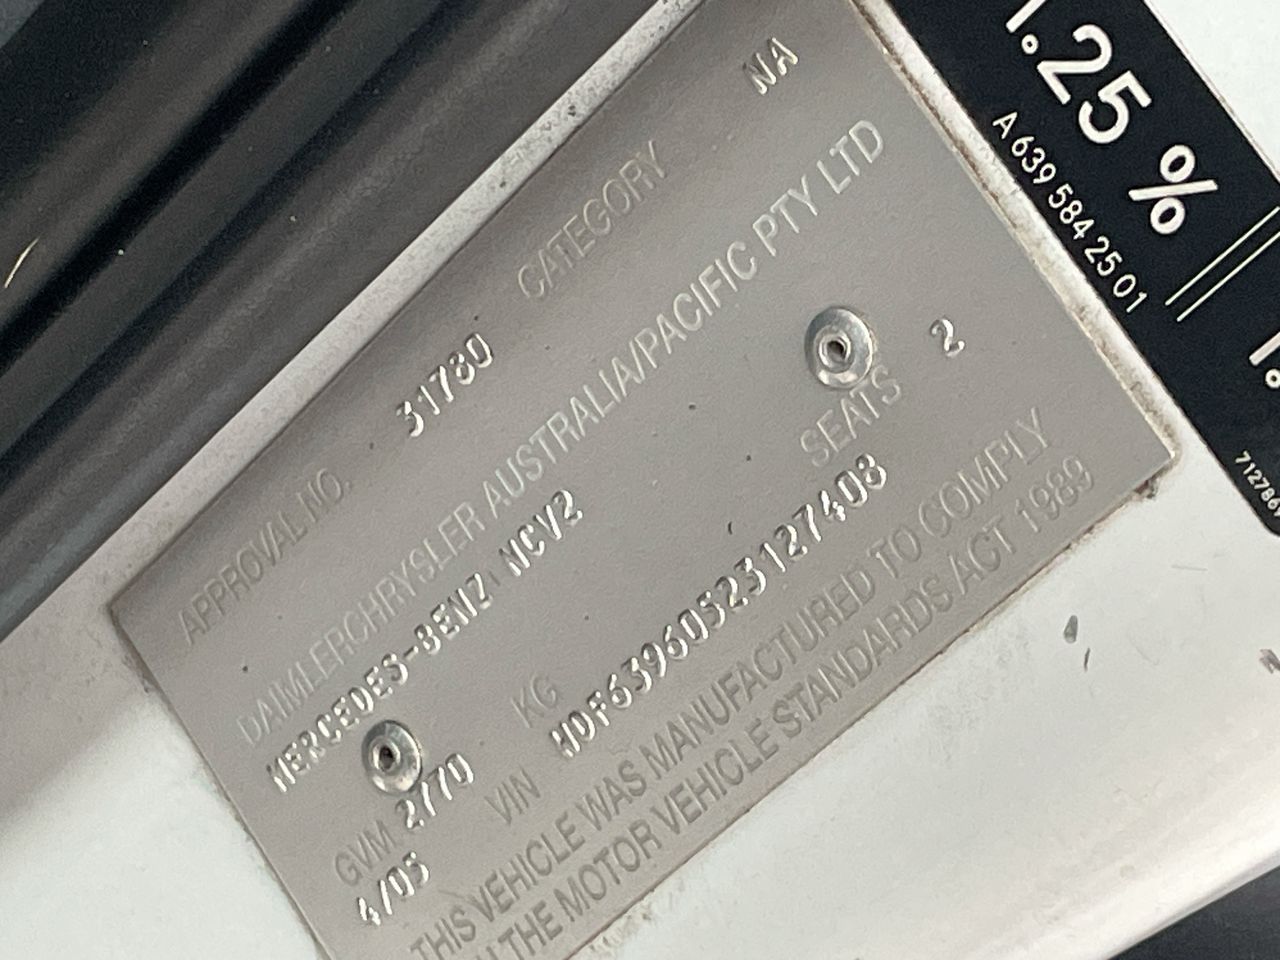 APPROVAL NO. 31780 CATEGORY NA
DAIMLERCHRYSLER AUSTRALIA/PACIFIC PTY LTD
MERCEDES-BENZ NCV2
GVM 2770 KG SEATS 2
4/05 VIN WDF63960523127408
THIS VEHICLE WAS MANUFACTURED TO COMPLY
THE MOTOR VEHICLE STANDARDS ACT 1989
1.25 %
A 639 584 25 01